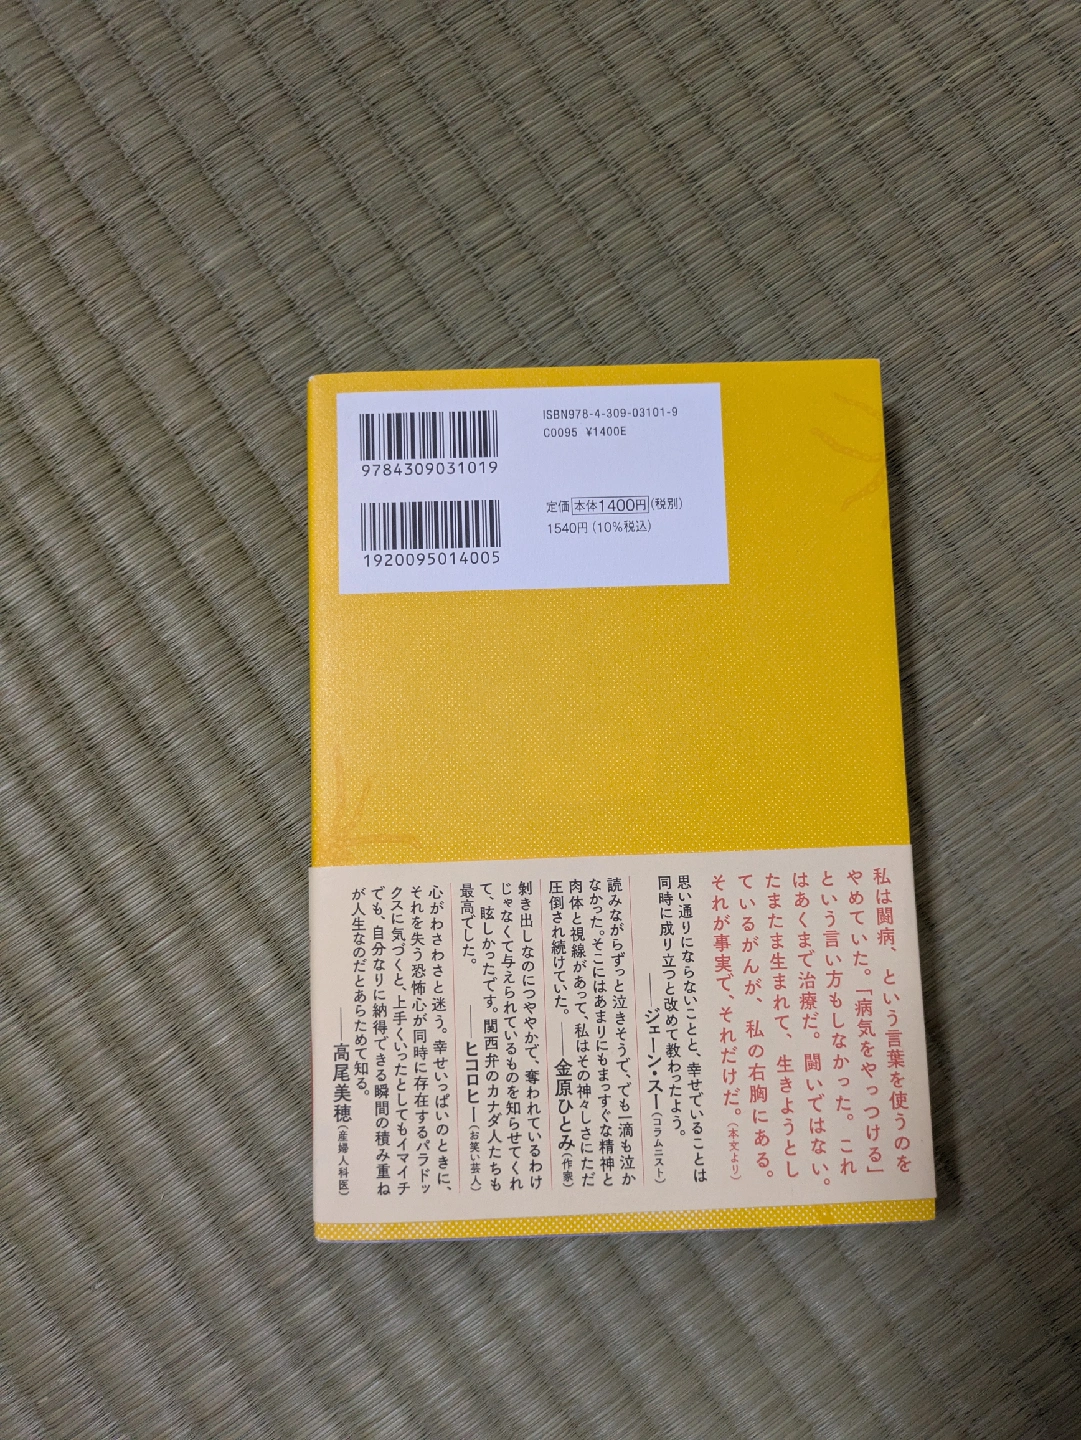 ISBN978-4-309-03101-9
C0095 ¥1400E
9784309031019
定価 本体1400円(税別)
1540円(10%税込)
1920095014005
私は闘病、という言葉を使うのを
やめていた。「病気をやっつける」
という言い方もしなかった。これ
はあくまで治療だ。闘いではない。
たまたま生まれて、生きようとし
ているがんが、私の右胸にある。
それが事実で、それだけだ。(本文より)
思い通りにならないことと、幸せでいることは
同時に成り立つと改めて教わったよう。
――ジェーン・スー(コラムニスト)
読みながらずっと泣きそうで、でも一滴も泣か
なかった。そこにはあまりにもまっすぐな精神と
肉体と視線があって、私はその神々しさにただ
圧倒され続けていた。――金原ひとみ(作家)
剝き出しなのにつややかで、奪われているわけ
じゃなくて与えられているものを知らせてくれ
て、眩しかったです。関西弁のカナダ人たちも
最高でした。――ヒコロヒー(お笑い芸人)
心がわさわさと迷う。幸せいっぱいのときに、
それを失う恐怖心が同時に存在するパラドッ
クスに気づくと、上手くいったとしてもイマイチ
でも、自分なりに納得できる瞬間の積み重ね
が人生なのだとあらためて知る。
――高尾美穂(産婦人科医)